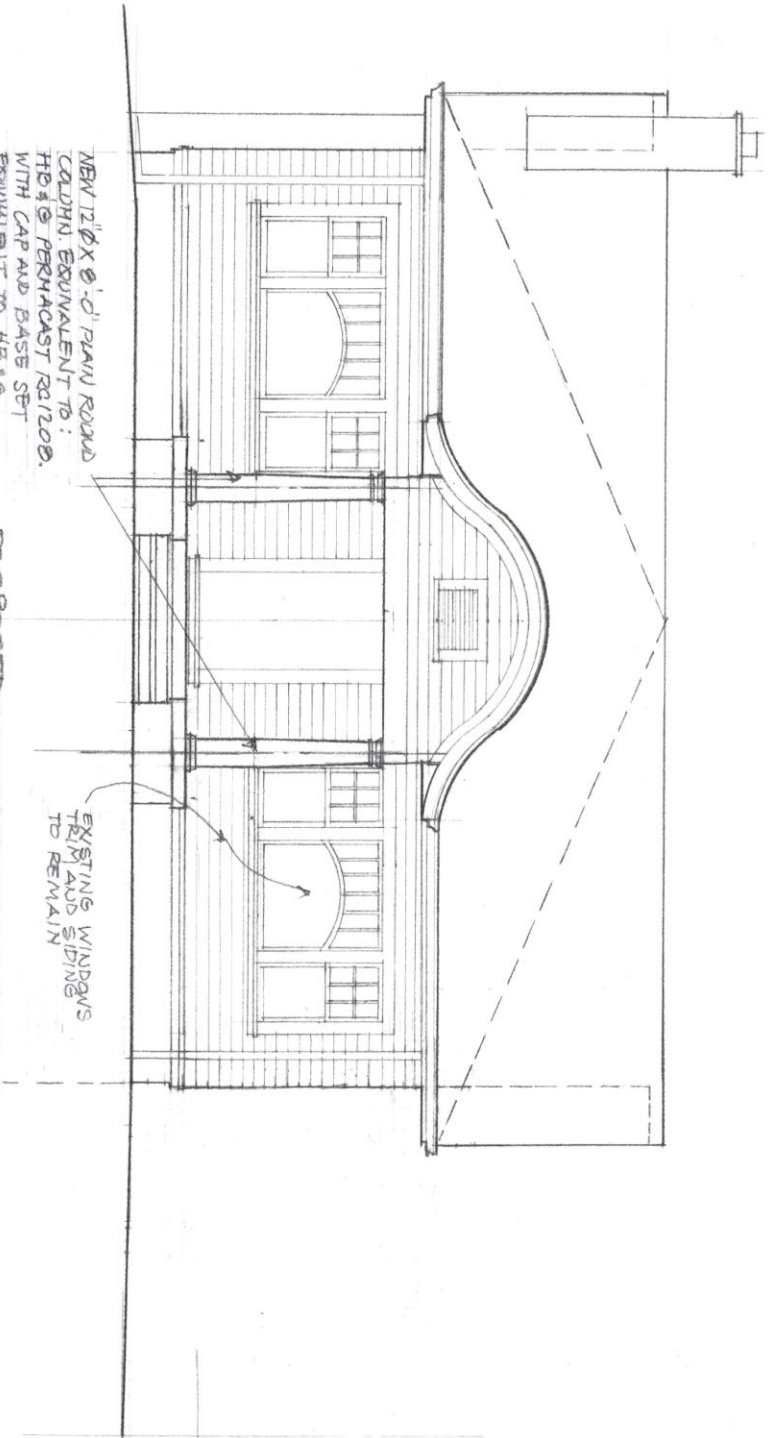 NEW 12"Ø X 8'-0" PLAIN ROUND
COLUMN. EQUIVALENT TO:
HB&G PERMACAST RC1208.
WITH CAP AND BASE SET
EXISTING WINDOWS
TRIM AND SIDING
TO REMAIN